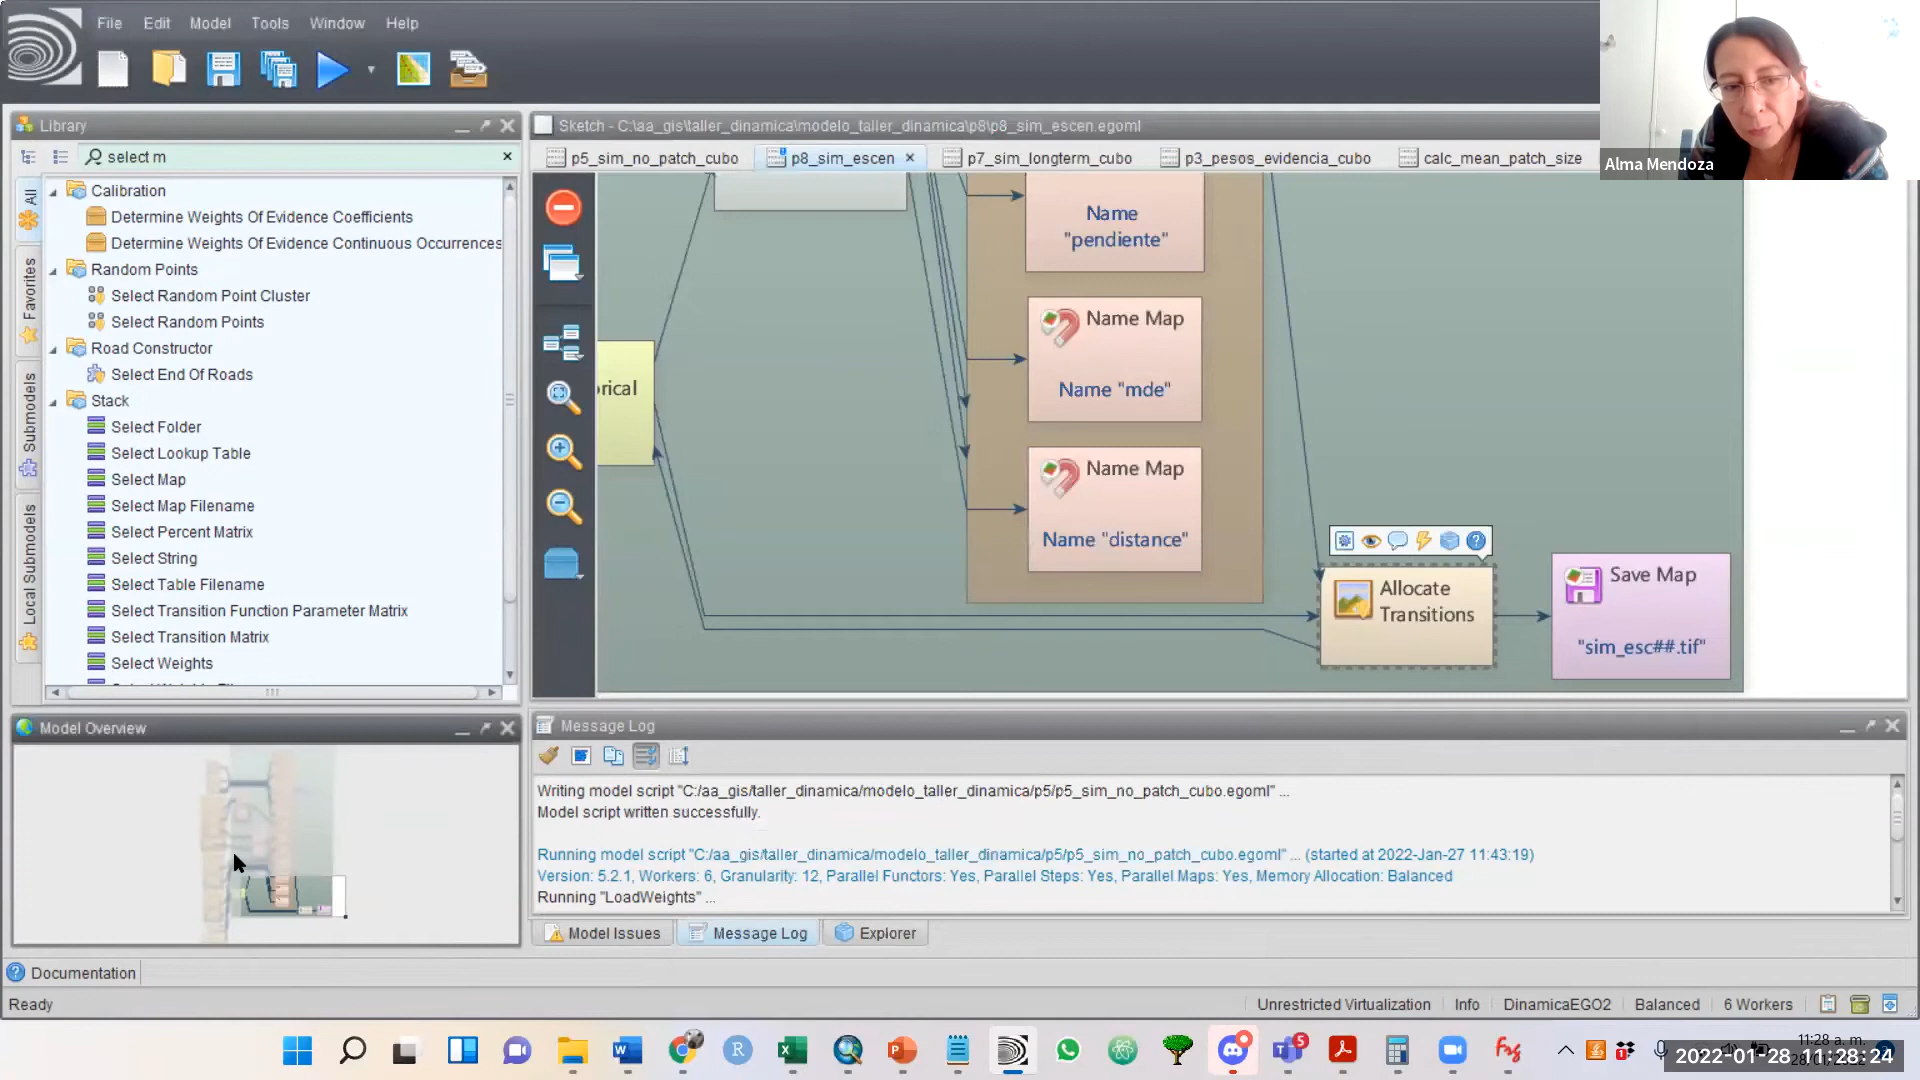 File Edit Model Tools Window Help
Library
select m
Calibration
Determine Weights Of Evidence Coefficients
Determine Weights Of Evidence Continuous Occurrences
Random Points
Select Random Point Cluster
Select Random Points
Road Constructor
Select End Of Roads
Stack
Select Folder
Select Lookup Table
Select Map
Select Map Filename
Select Percent Matrix
Select String
Select Table Filename
Select Transition Function Parameter Matrix
Select Transition Matrix
Select Weights
All
Favorites
Submodels
Local Submodels
Sketch - C:\aa_gis\taller_dinamica\modelo_taller_dinamica\p8\p8_sim_escen.egoml
p5_sim_no_patch_cubo p8_sim_escen p7_sim_longterm_cubo p3_pesos_evidencia_cubo calc_mean_patch_size
Name
"pendiente"
Name Map
Name "mde"
Name Map
Name "distance"
orical
Allocate
Transitions
Save Map
"sim_esc##.tif"
Alma Mendoza
Model Overview
Message Log
Writing model script "C:/aa_gis/taller_dinamica/modelo_taller_dinamica/p5/p5_sim_no_patch_cubo.egoml" ...
Model script written successfully.
Running model script "C:/aa_gis/taller_dinamica/modelo_taller_dinamica/p5/p5_sim_no_patch_cubo.egoml" ... (started at 2022-Jan-27 11:43:19)
Version: 5.2.1, Workers: 6, Granularity: 12, Parallel Functors: Yes, Parallel Steps: Yes, Parallel Maps: Yes, Memory Allocation: Balanced
Running "LoadWeights" ...
Model Issues Message Log Explorer
Documentation
Ready
Unrestricted Virtualization Info DinamicaEGO2 Balanced 6 Workers
11:28 a. m.
2022-01-28 11:28:24